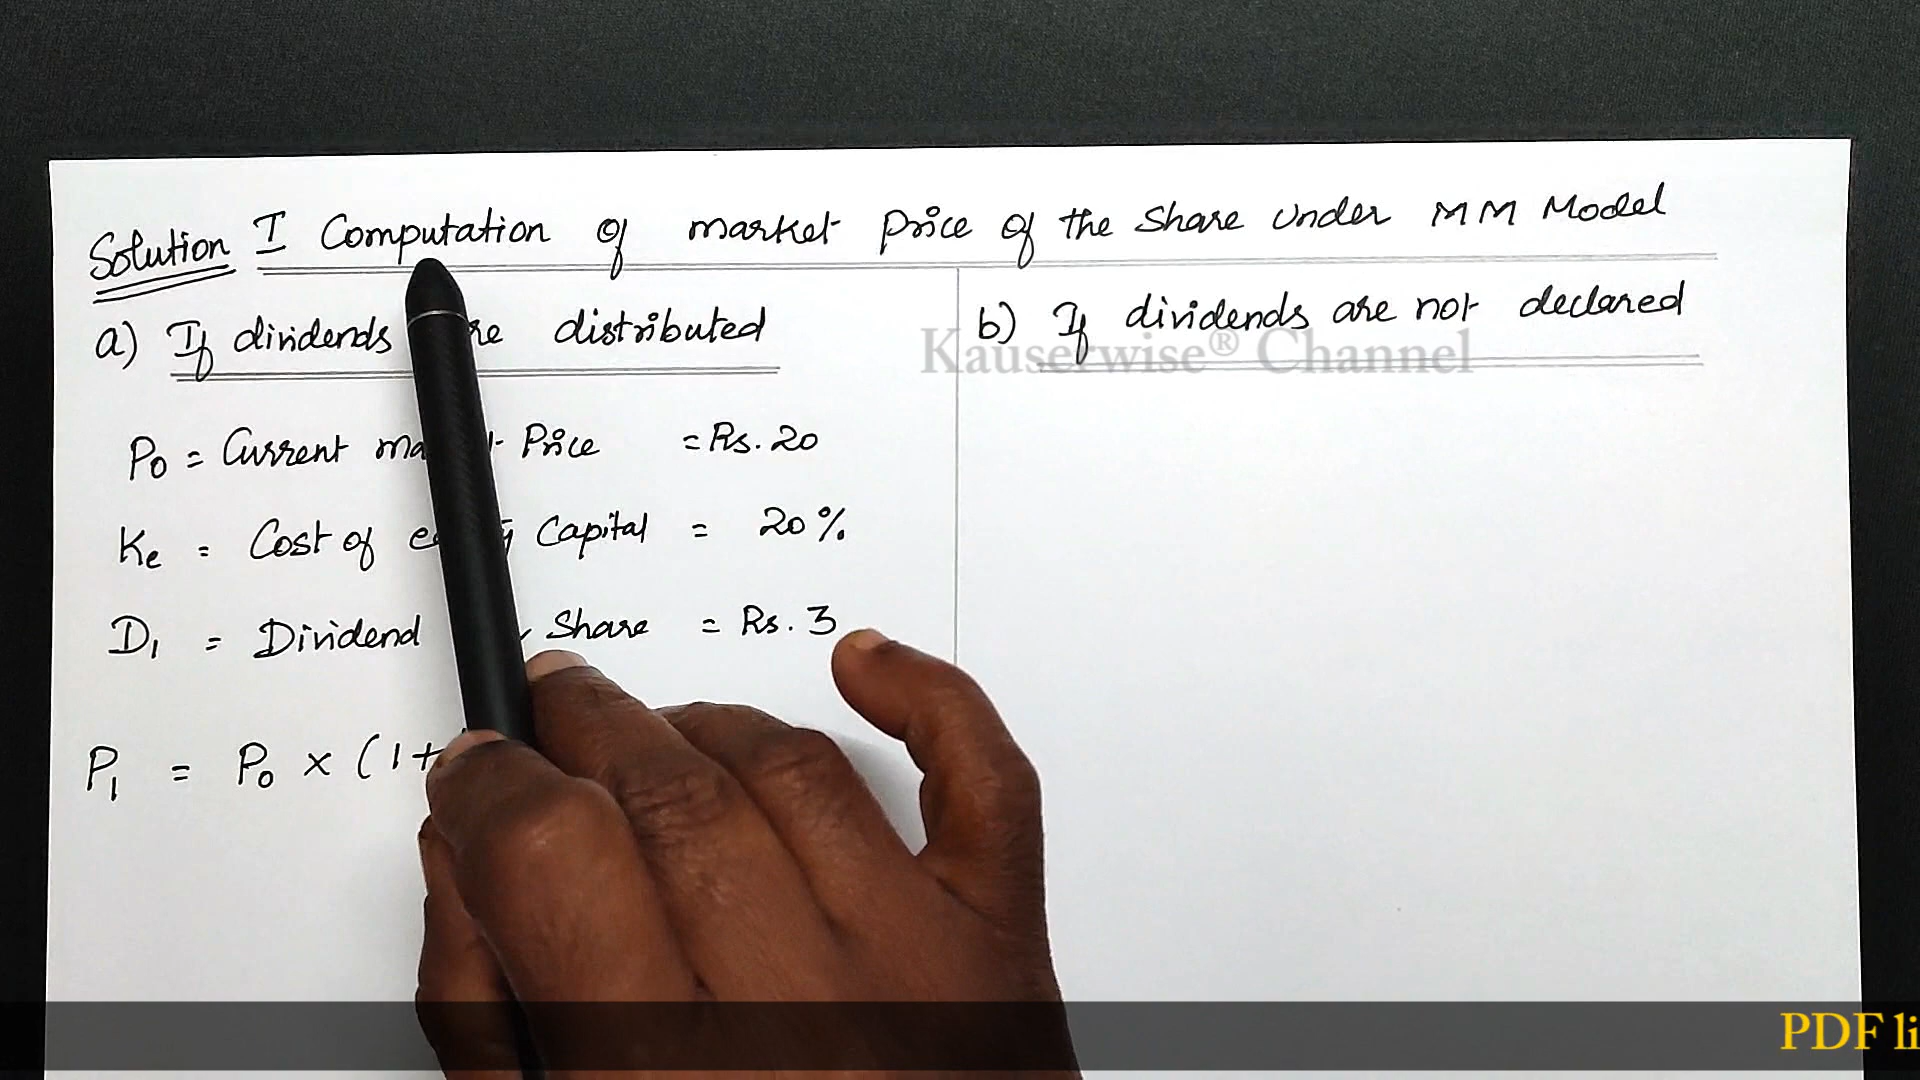 Solution I Computation of market Price of the Share under MM Model
a) If dividends distributed
b) If dividends are not declared
Kauserwise® Channel
P0 = Current Price = Rs. 20
Ke = Cost of Capital = 20%
D1 = Dividend Share = Rs. 3
P1 = P0 × (1+
PDF li